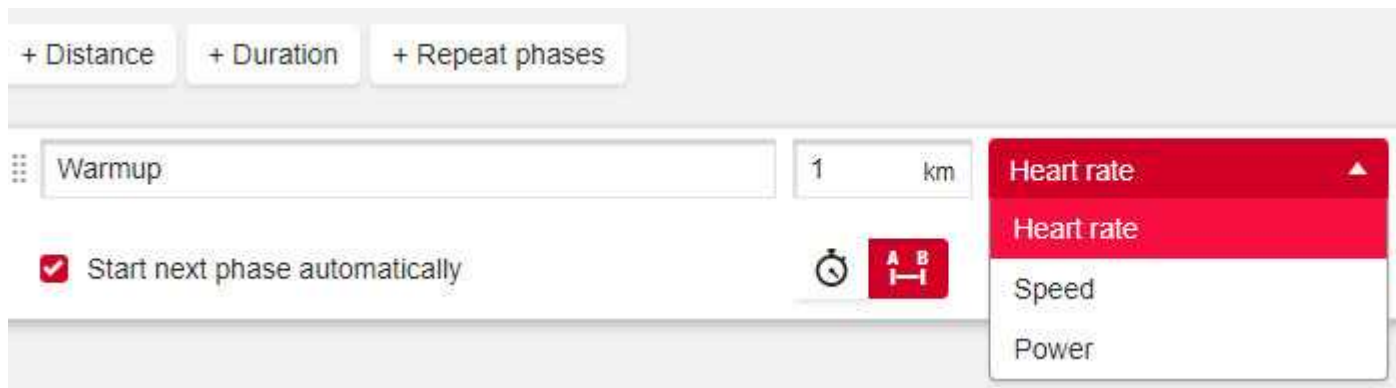 + Distance
+ Duration
+ Repeat phases
Warmup
1 km
Heart rate
Heart rate
Start next phase automatically
A B
Speed
Power